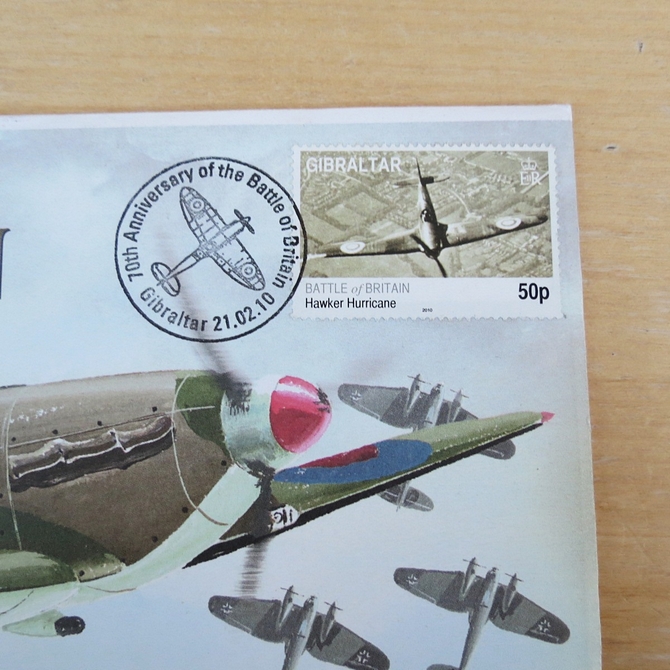 70th Anniversary of the Battle of Britain
Gibraltar 21.02.10
GIBRALTAR
ER
BATTLE of BRITAIN
Hawker Hurricane
50p
2010